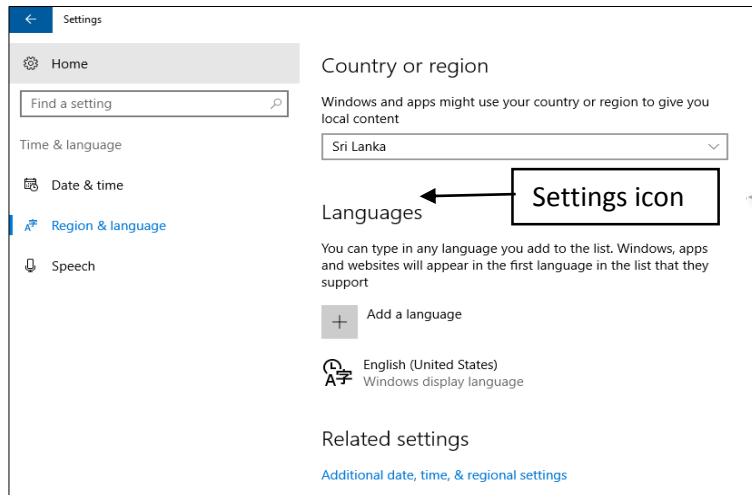 Settings
Home
Find a setting
Time & language
Date & time
Region & language
Speech
Country or region
Windows and apps might use your country or region to give you
local content
Sri Lanka
Settings icon
Languages
You can type in any language you add to the list. Windows, apps
and websites will appear in the first language in the list that they
support
Add a language
English (United States)
Windows display language
Related settings
Additional date, time, & regional settings